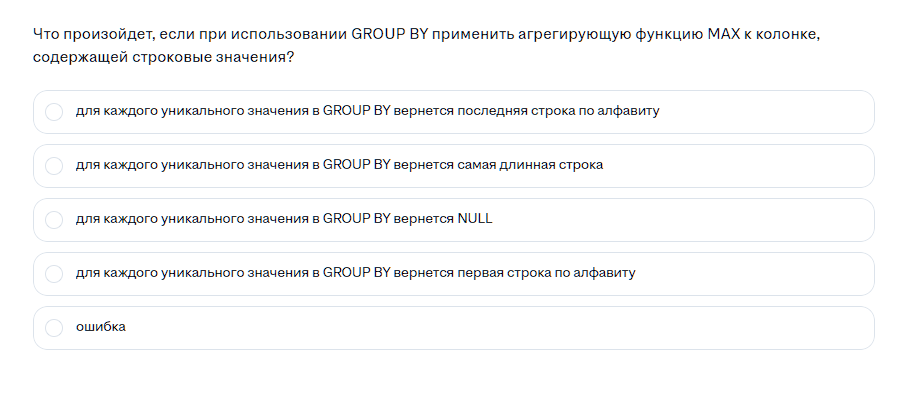 Что произойдет, если при использовании GROUP BY применить агрегирующую функцию MAX к колонке,
содержащей строковые значения?
для каждого уникального значения в GROUP BY вернется последняя строка по алфавиту
для каждого уникального значения в GROUP BY вернется самая длинная строка
для каждого уникального значения в GROUP BY вернется NULL
для каждого уникального значения в GROUP BY вернется первая строка по алфавиту
ошибка